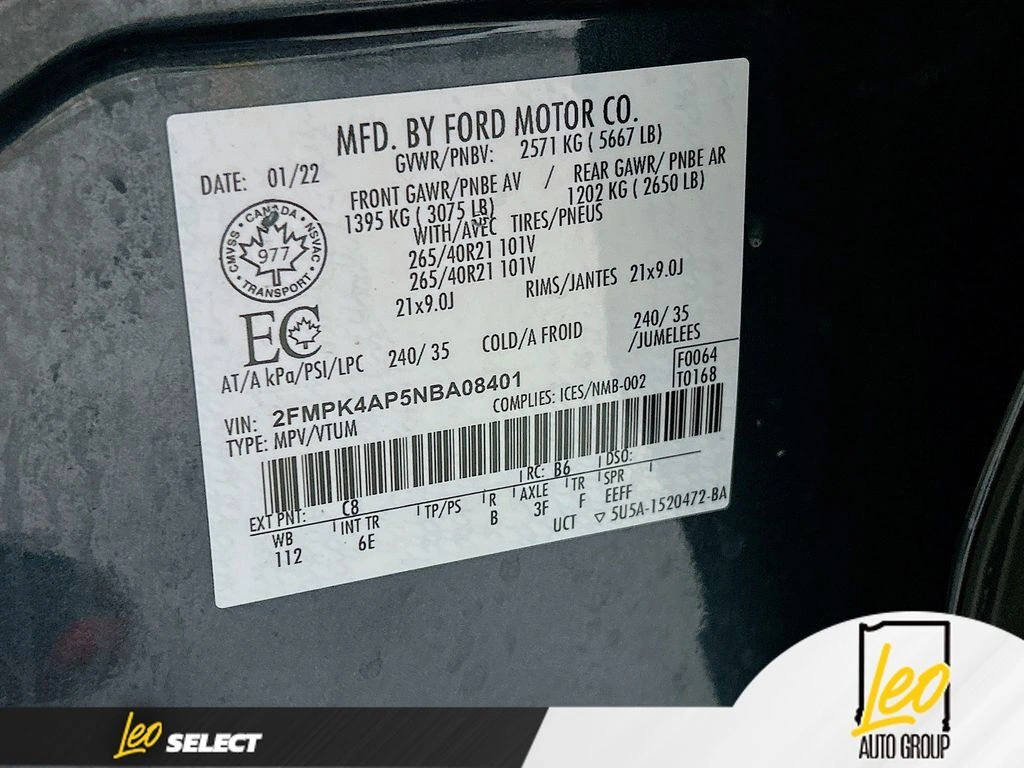 MFD. BY FORD MOTOR CO.
DATE: 01/22
GVWR/PNBV: 2571 KG ( 5667 LB)
FRONT GAWR/PNBE AV / REAR GAWR/ PNBE AR
1395 KG ( 3075 LB) 1202 KG ( 2650 LB)
WITH/AVEC TIRES/PNEUS
265/40R21 101V
265/40R21 101V
21x9.0J RIMS/JANTES 21x9.0J
CMVSS • CANADA • NSVAC
977
• TRANSPORT •
EC
AT/A kPa/PSI/LPC 240/ 35 COLD/A FROID 240/ 35
/JUMELEES
VIN: 2FMPK4AP5NBA08401
F0064
TYPE: MPV/VTUM
COMPLIES: ICES/NMB-002
T0168
EXT PNT: C8 RC: B6 DSO:
WB INT TR TP/PS R AXLE TR SPR
112 6E B 3F F EEFF
UCT ▽ 5U5A-1520472-BA
Leo SELECT
Leo
AUTO GROUP